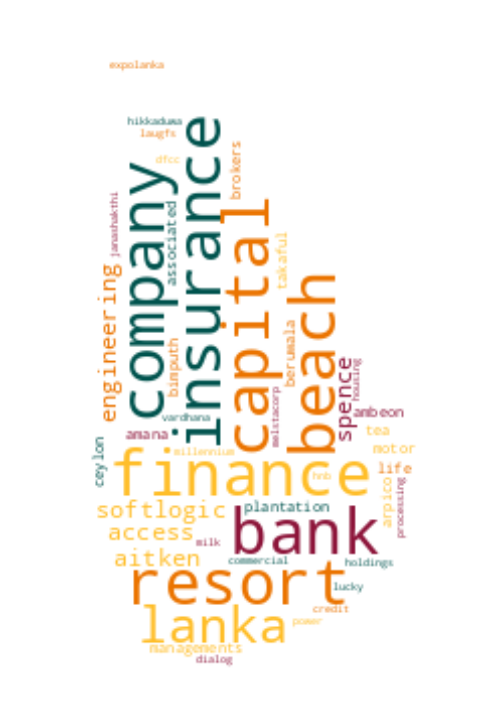 expolanka
hikkaduwa
laugfs
dfcc
brokers
insurance
company
janashakthi
associated
capital
takaful
engineering
beach
berumala
bimputh
spence
housing
melstacorp
vardhana
ambeon
amana
tea
ceylon
millennium
motor
finance
life
hnb
arpico
processing
softlogic
plantation
access
bank
milk
aitken
commercial
holdings
resort
lucky
credit
lanka
power
managements
dialog